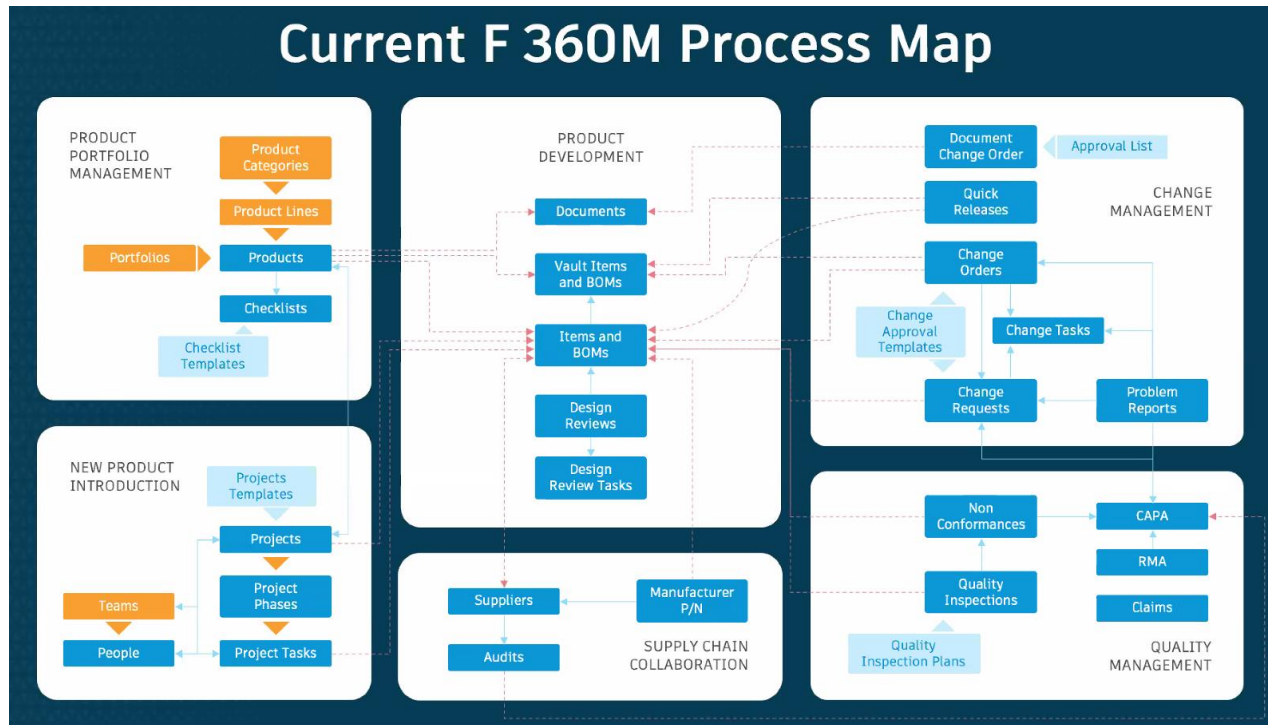 Current F 360M Process Map
PRODUCT
PORTFOLIO
MANAGEMENT
Product
Categories
Product Lines
Portfolios
Products
Checklists
Checklist
Templates
NEW PRODUCT
INTRODUCTION
Projects
Templates
Projects
Project
Phases
Teams
People
Project Tasks
PRODUCT
DEVELOPMENT
Documents
Vault Items
and BOMs
Items and
BOMs
Design
Reviews
Design
Review Tasks
Suppliers
Manufacturer
P/N
Audits
SUPPLY CHAIN
COLLABORATION
Document
Change Order
Approval List
Quick
Releases
CHANGE
MANAGEMENT
Change
Orders
Change
Approval
Templates
Change Tasks
Change
Requests
Problem
Reports
Non
Conformances
CAPA
RMA
Quality
Inspections
Claims
Quality
Inspection Plans
QUALITY
MANAGEMENT